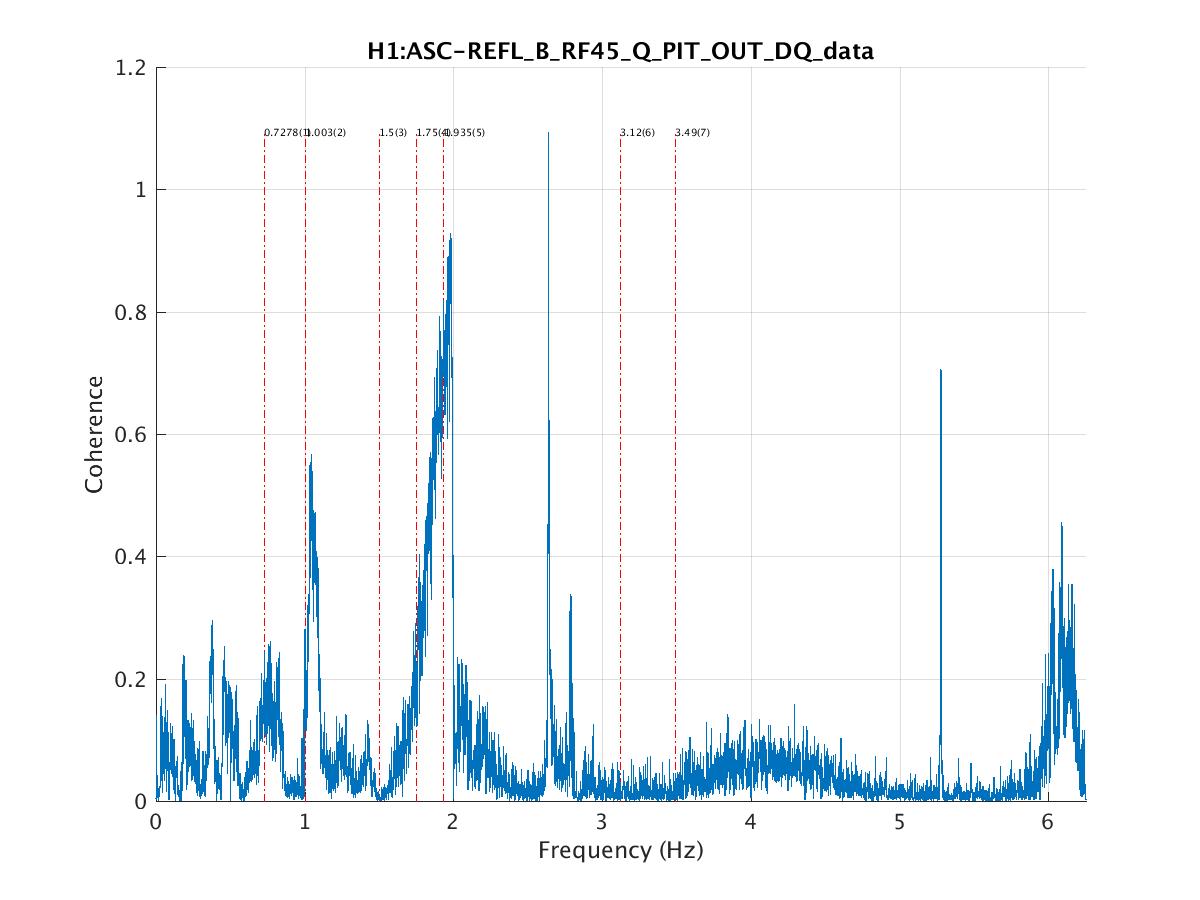 H1:ASC-REFL_B_RF45_Q_PIT_OUT_DQ_data
1.2
0.7278(1) 1.003(2) 1.5(3) 1.75(4) 1.935(5) 3.12(6) 3.49(7)
1
0.8
0.6
Coherence
0.4
0.2
0
0 1 2 3 4 5 6
Frequency (Hz)